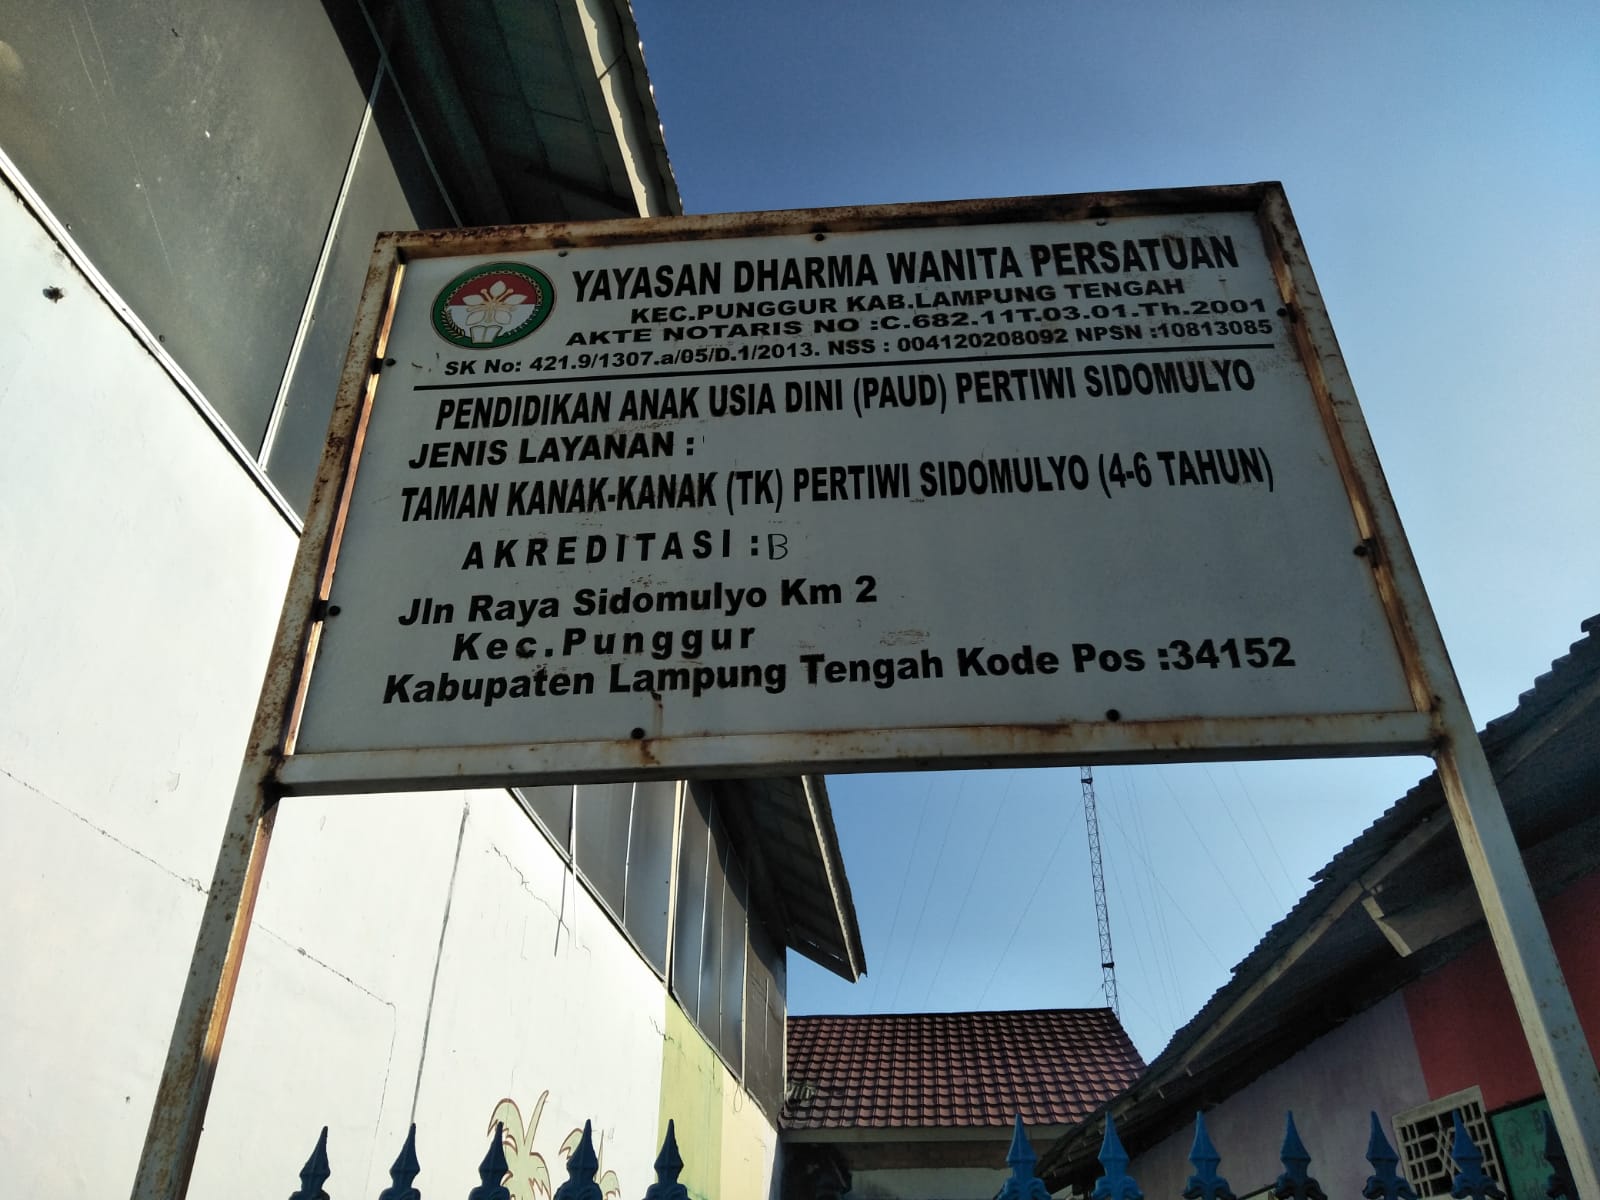 YAYASAN DHARMA WANITA PERSATUAN
KEC.PUNGGUR KAB.LAMPUNG TENGAH
AKTE NOTARIS NO :C.682.11T.03.01.Th.2001
SK No: 421.9/1307.a/05/D.1/2013. NSS : 004120208092 NPSN :10813085
PENDIDIKAN ANAK USIA DINI (PAUD) PERTIWI SIDOMULYO
JENIS LAYANAN :
TAMAN KANAK-KANAK (TK) PERTIWI SIDOMULYO (4-6 TAHUN)
AKREDITASI : B
Jln Raya Sidomulyo Km 2
Kec.Punggur
Kabupaten Lampung Tengah Kode Pos :34152